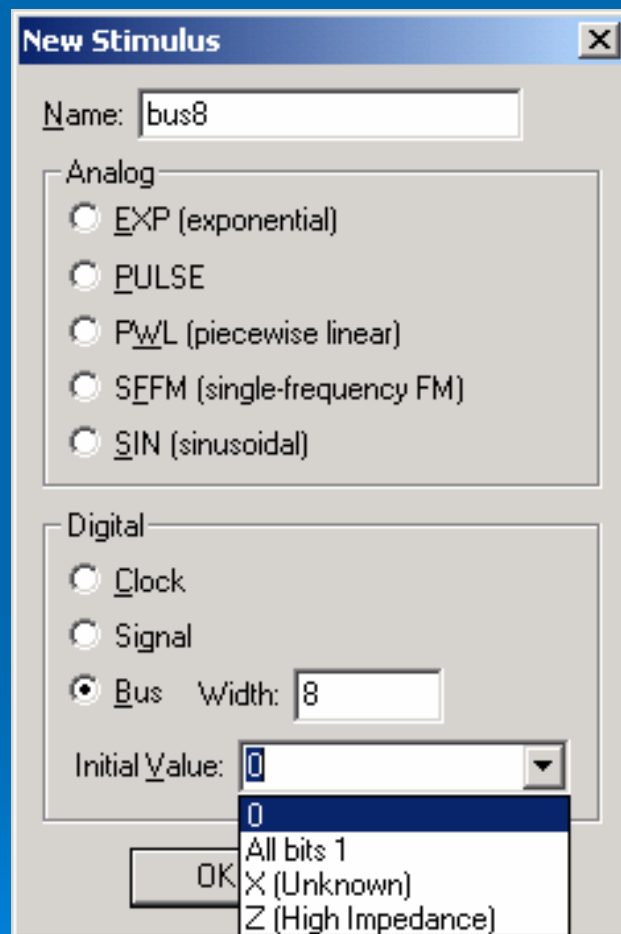 New Stimulus
Name: bus8
Analog
EXP (exponential)
PULSE
PWL (piecewise linear)
SFFM (single-frequency FM)
SIN (sinusoidal)
Digital
Clock
Signal
Bus Width: 8
Initial Value: 0
0
All bits 1
OK
X (Unknown)
Z (High Impedance)